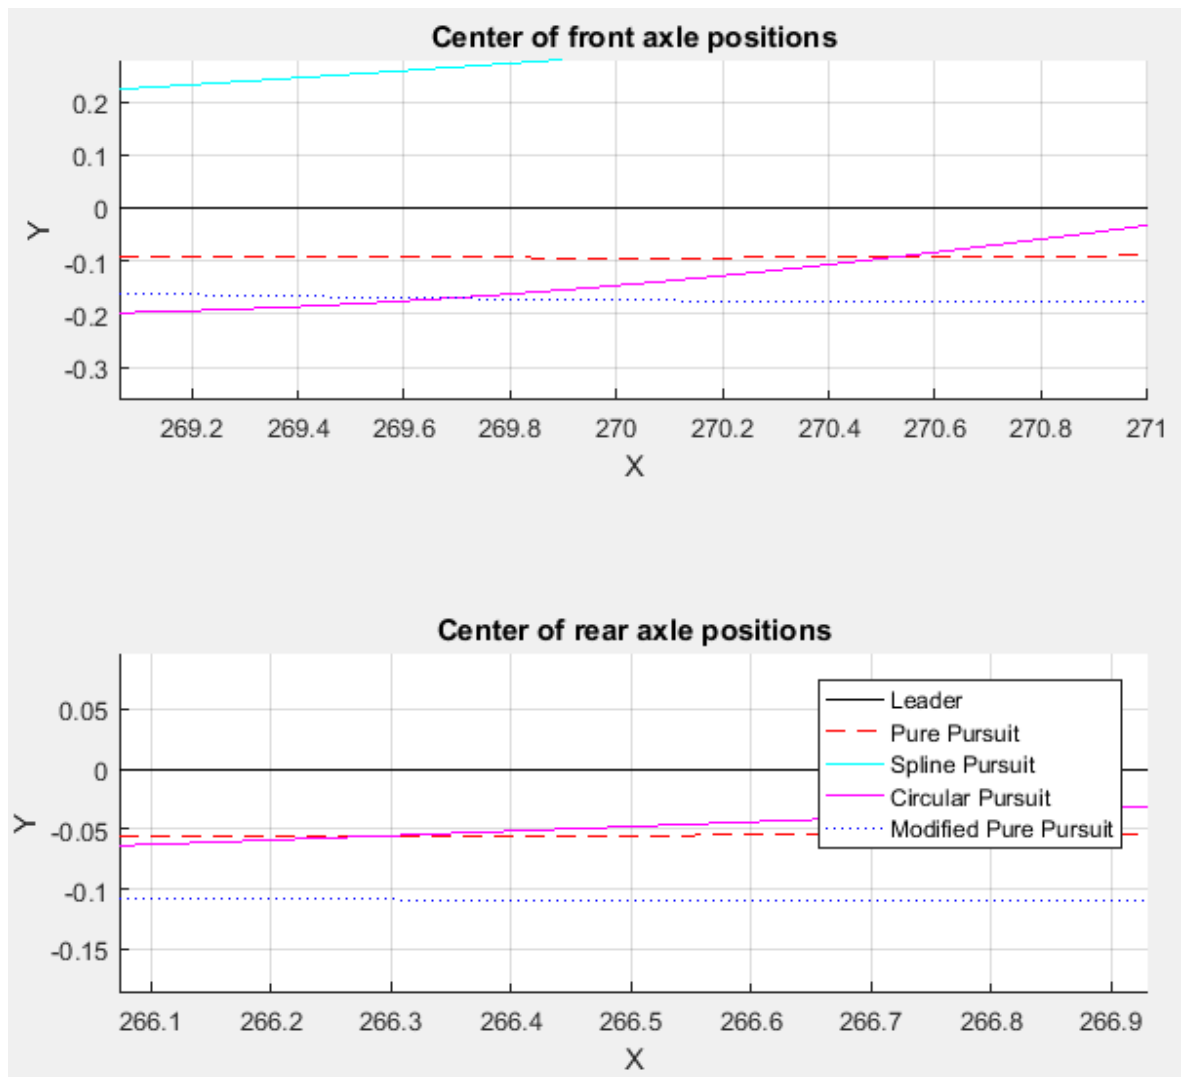 Center of front axle positions
0.2
0.1
0
-0.1
-0.2
-0.3
Y
269.2 269.4 269.6 269.8 270 270.2 270.4 270.6 270.8 271
X
Center of rear axle positions
0.05
0
-0.05
-0.1
-0.15
Y
Leader
Pure Pursuit
Spline Pursuit
Circular Pursuit
Modified Pure Pursuit
266.1 266.2 266.3 266.4 266.5 266.6 266.7 266.8 266.9
X